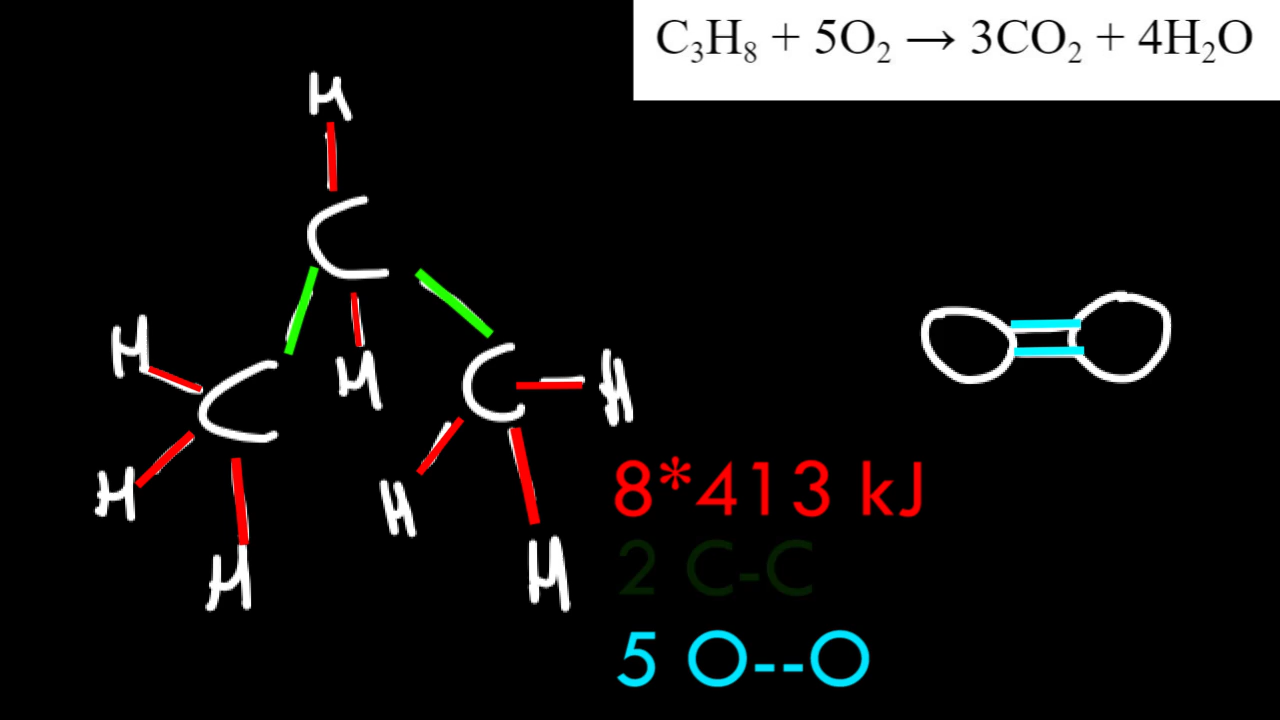 C₃H₈ + 5O₂ → 3CO₂ + 4H₂O
H
C
H
H
C
C
H
H
H
H
H
H
O=O
8*413 kJ
2 C-C
5 O--O